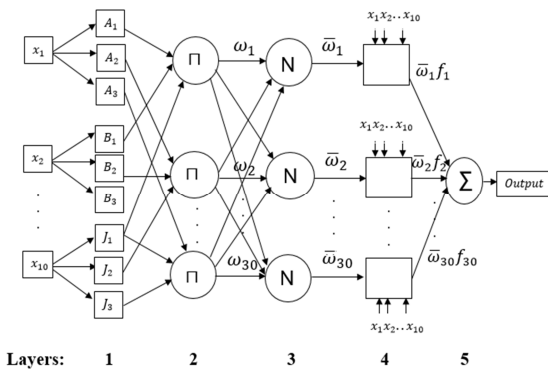 x₁
x₂
x₁₀
A₁
A₂
A₃
B₁
B₂
B₃
J₁
J₂
J₃
Π
Π
Π
ω₁
ω₂
ω₃₀
N
N
N
ω̅₁
ω̅₂
ω̅₃₀
x₁x₂..x₁₀
x₁x₂..x₁₀
x₁x₂..x₁₀
ω̅₁f₁
ω̅₂f₂
ω̅₃₀f₃₀
Σ
Output
Layers: 1 2 3 4 5